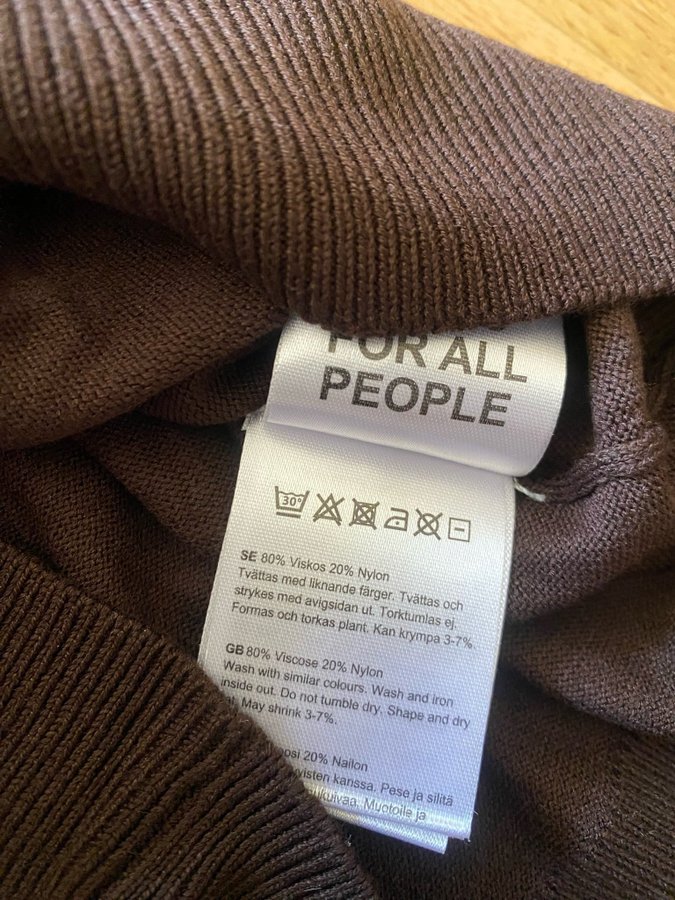 FOR ALL
PEOPLE
30°
SE 80% Viskos 20% Nylon
Tvättas med liknande färger. Tvättas och
strykes med avigsidan ut. Torktumlas ej.
Formas och torkas plant. Kan krympa 3-7%.
GB 80% Viscose 20% Nylon
Wash with similar colours. Wash and iron
inside out. Do not tumble dry. Shape and dry
May shrink 3-7%.
20% Nailon
kanssa. Pese ja silitä
Muotoile ja